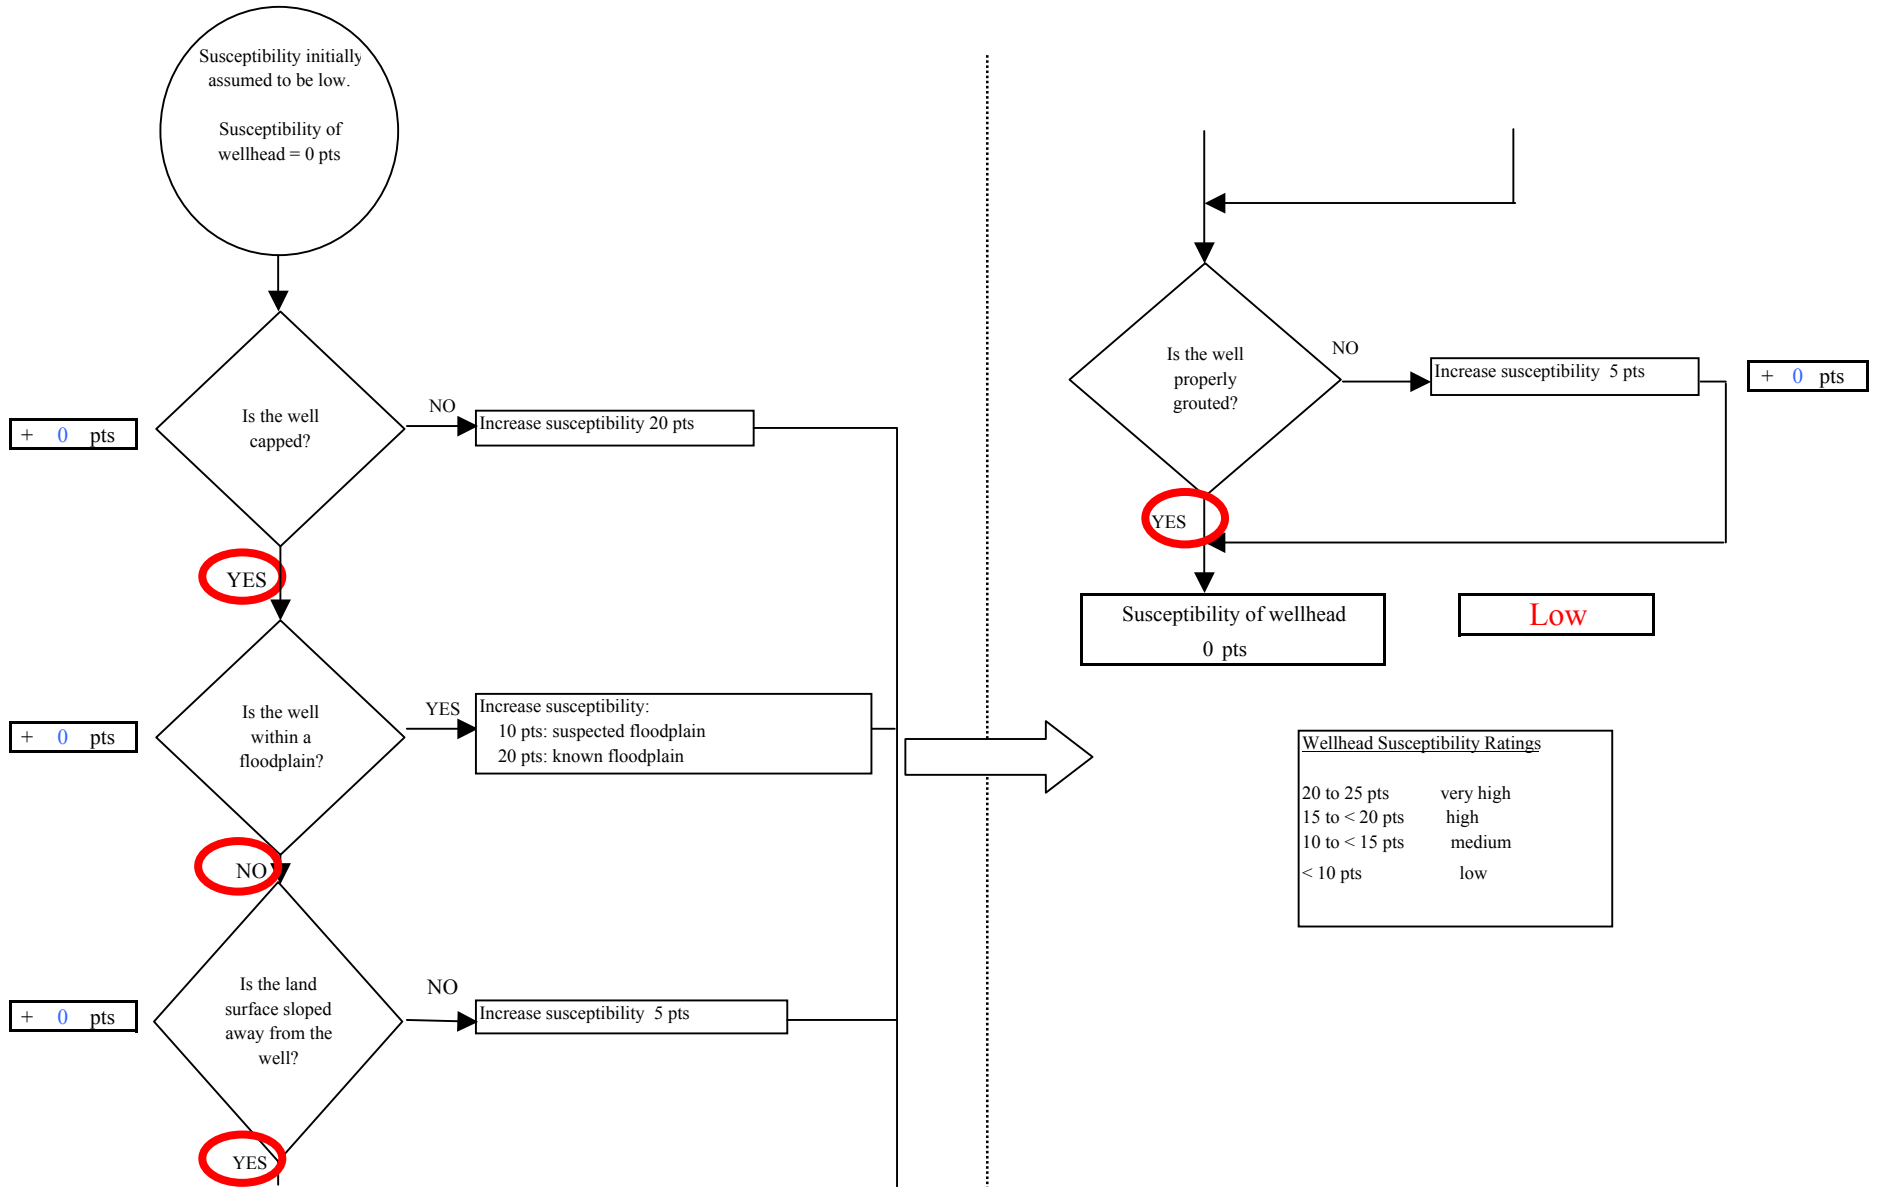 Susceptibility initially
assumed to be low.
Susceptibility of
wellhead = 0 pts
+ 0 pts
Is the well
capped?
NO
Increase susceptibility 20 pts
YES
+ 0 pts
Is the well
within a
floodplain?
YES
Increase susceptibility:
10 pts: suspected floodplain
20 pts: known floodplain
NO
+ 0 pts
Is the land
surface sloped
away from the
well?
NO
Increase susceptibility 5 pts
YES
Is the well
properly
grouted?
NO
Increase susceptibility 5 pts
+ 0 pts
YES
Susceptibility of wellhead
0 pts
Low
Wellhead Susceptibility Ratings
20 to 25 pts very high
15 to < 20 pts high
10 to < 15 pts medium
< 10 pts low